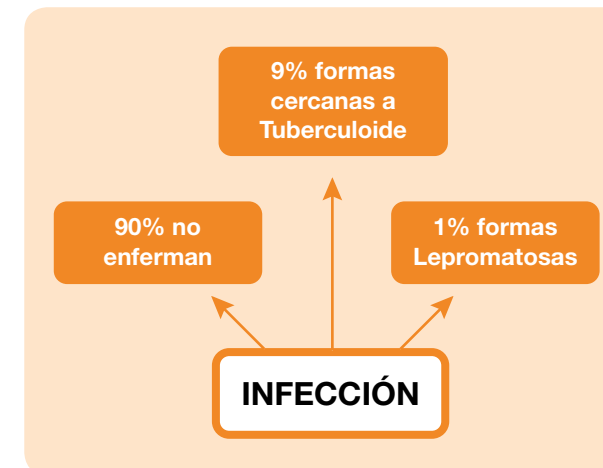 9% formas
cercanas a
Tuberculoide
90% no
enferman
1% formas
Lepromatosas
INFECCIÓN